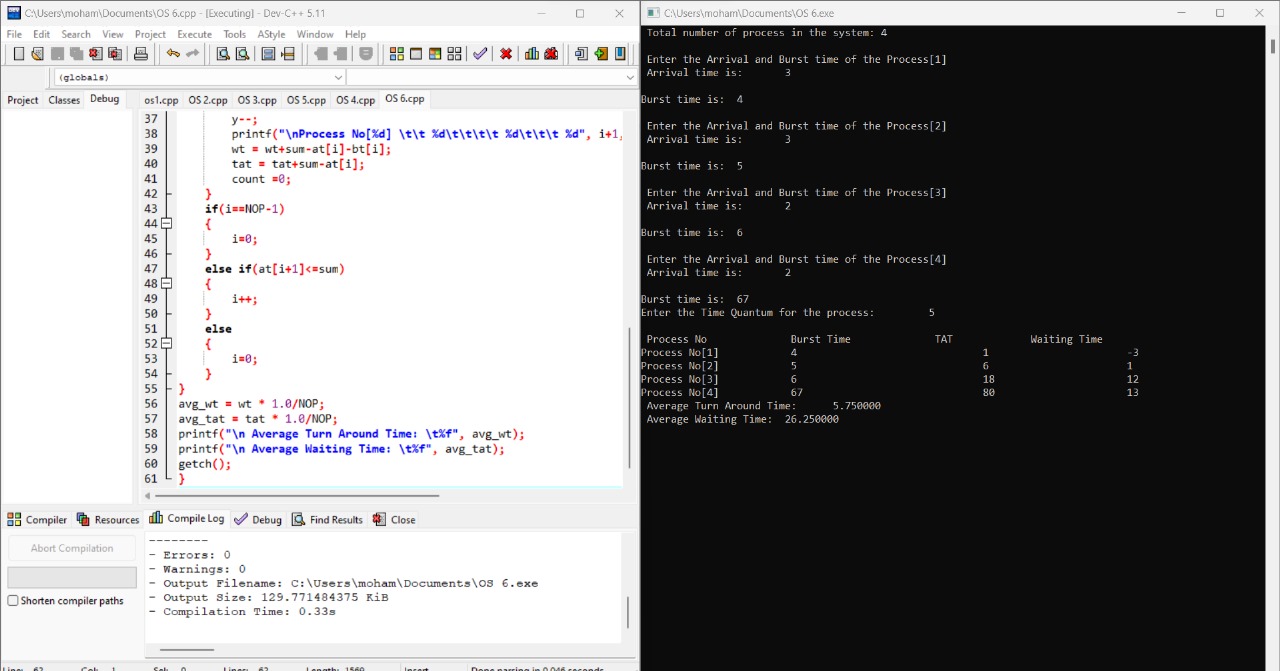 C:\Users\moham\Documents\OS 6.cpp - [Executing] - Dev-C++ 5.11
File Edit Search View Project Execute Tools AStyle Window Help
(globals)
Project Classes Debug
os1.cpp OS 2.cpp OS 3.cpp OS 5.cpp OS 4.cpp OS 6.cpp
37 y--;
38 printf("\nProcess No[%d] \t\t %d\t\t\t\t %d\t\t\t %d", i+1,
39 wt = wt+sum-at[i]-bt[i];
40 tat = tat+sum-at[i];
41 count =0;
42 }
43 if(i==NOP-1)
44 {
45 i=0;
46 }
47 else if(at[i+1]<=sum)
48 {
49 i++;
50 }
51 else
52 {
53 i=0;
54 }
55 }
56 avg_wt = wt * 1.0/NOP;
57 avg_tat = tat * 1.0/NOP;
58 printf("\n Average Turn Around Time: \t%f", avg_wt);
59 printf("\n Average Waiting Time: \t%f", avg_tat);
60 getch();
61 }
Compiler Resources Compile Log Debug Find Results Close
Abort Compilation
Shorten compiler paths
--------
- Errors: 0
- Warnings: 0
- Output Filename: C:\Users\moham\Documents\OS 6.exe
- Output Size: 129.771484375 KiB
- Compilation Time: 0.33s
Line: 62 Col: 1 Sel: 0 Lines: 62 Length: 1569 Insert Done parsing in 0.046 seconds
C:\Users\moham\Documents\OS 6.exe
Total number of process in the system: 4
Enter the Arrival and Burst time of the Process[1]
Arrival time is: 3
Burst time is: 4
Enter the Arrival and Burst time of the Process[2]
Arrival time is: 3
Burst time is: 5
Enter the Arrival and Burst time of the Process[3]
Arrival time is: 2
Burst time is: 6
Enter the Arrival and Burst time of the Process[4]
Arrival time is: 2
Burst time is: 67
Enter the Time Quantum for the process: 5
Process No Burst Time TAT Waiting Time
Process No[1] 4 1 -3
Process No[2] 5 6 1
Process No[3] 6 18 12
Process No[4] 67 80 13
Average Turn Around Time: 5.750000
Average Waiting Time: 26.250000